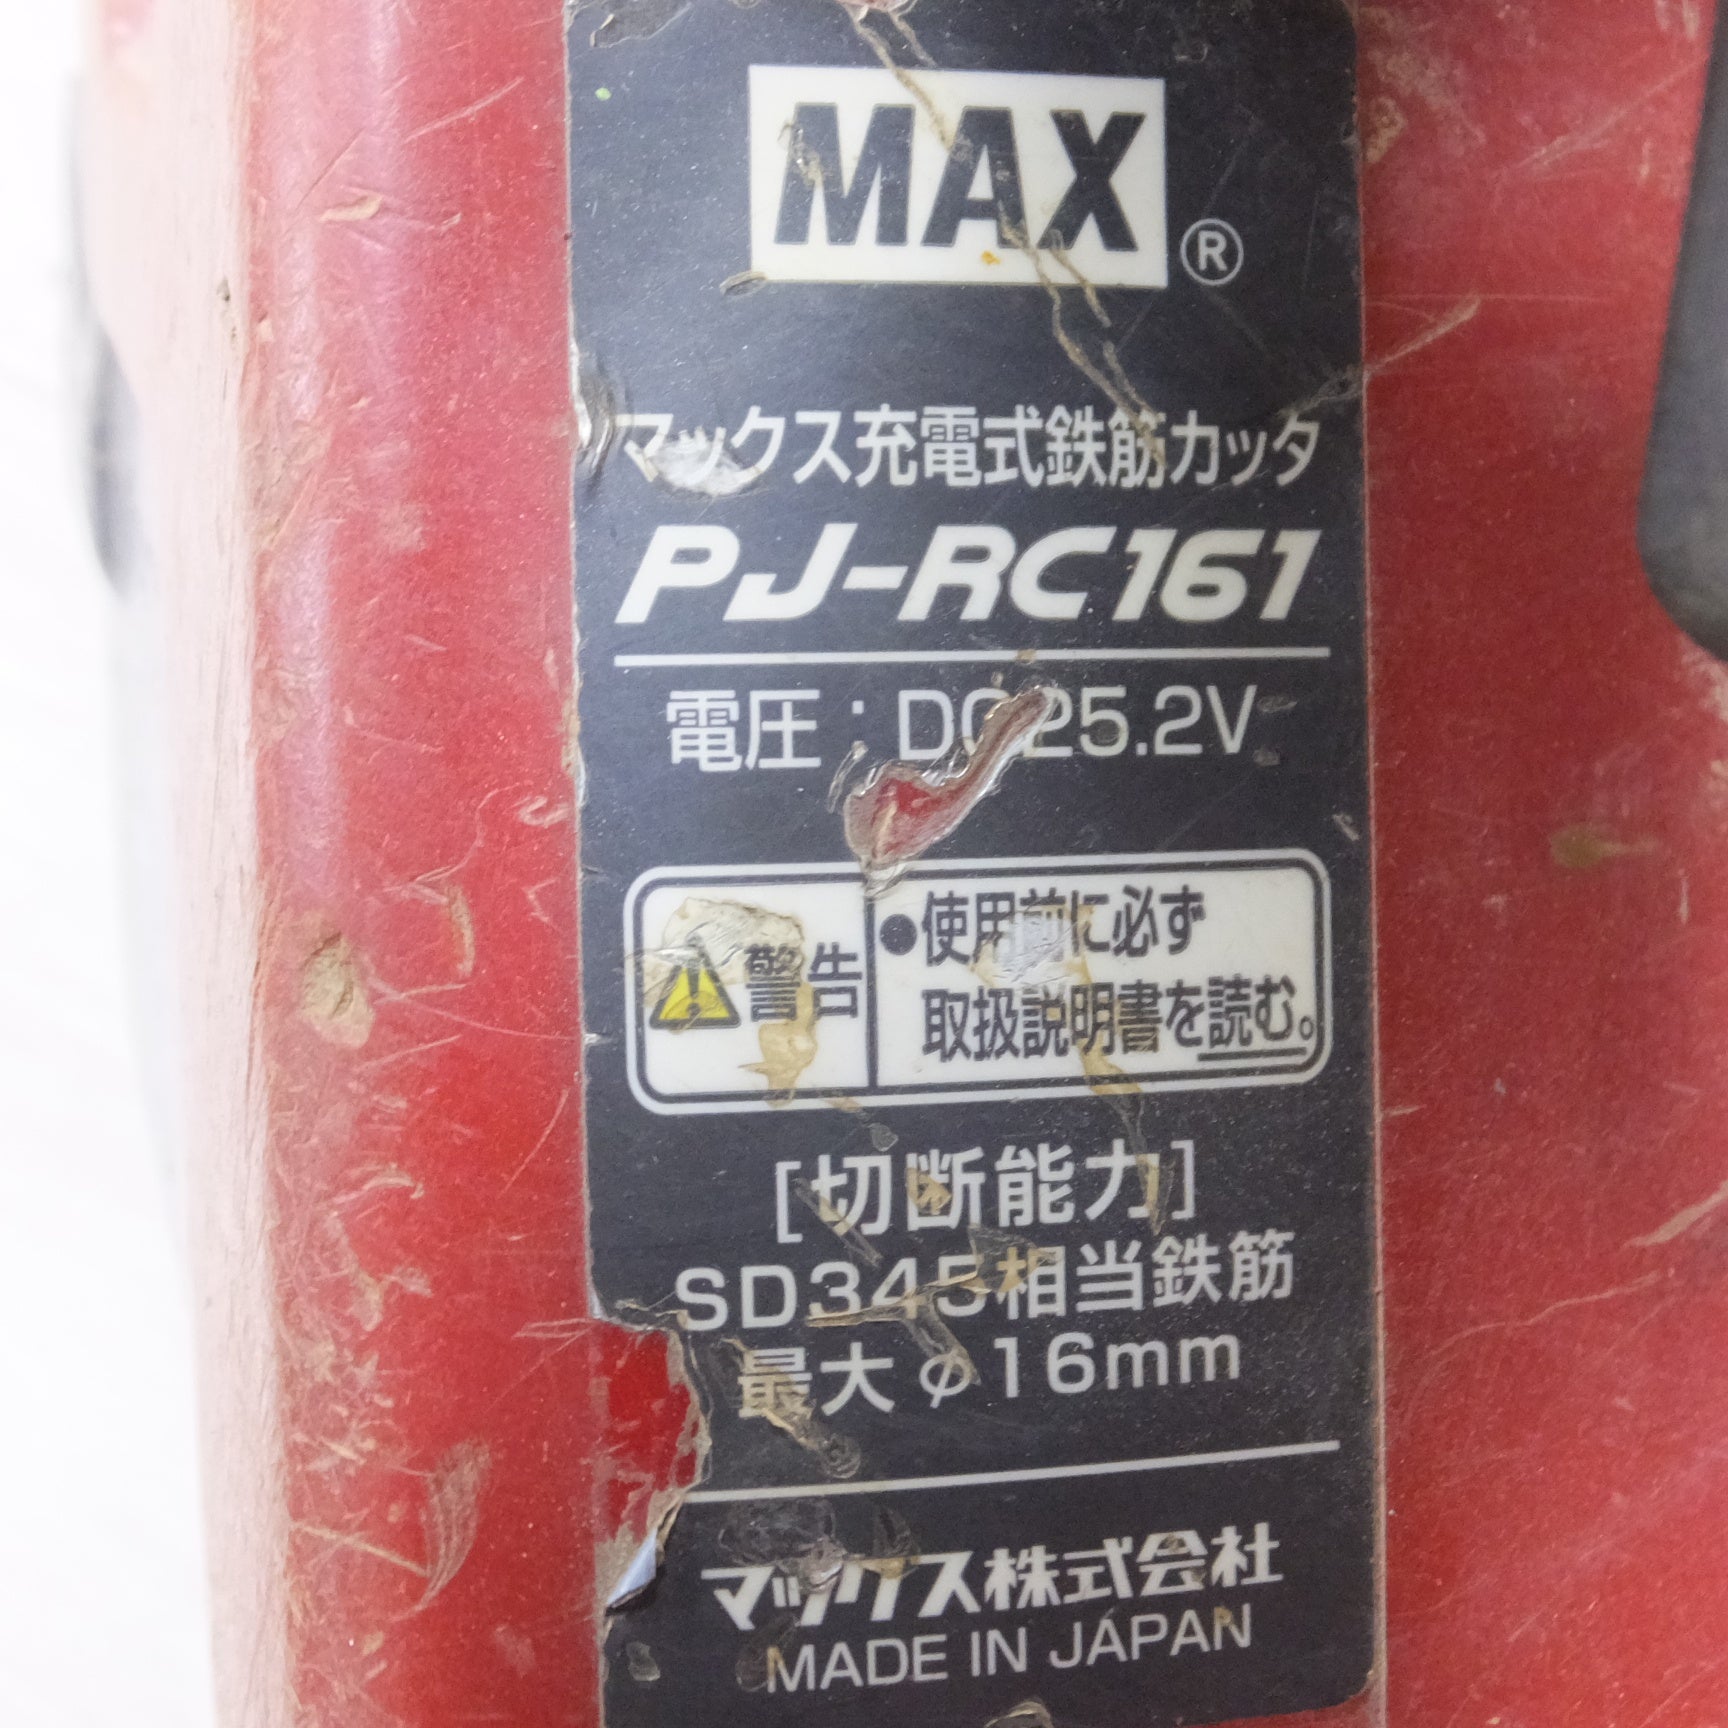 MAX®
マックス充電式鉄筋カッタ
PJ-RC161
電圧：DC25.2V
⚠警告
●使用前に必ず
取扱説明書を読む。
[切断能力]
SD345相当鉄筋
最大φ16mm
マックス株式会社
MADE IN JAPAN